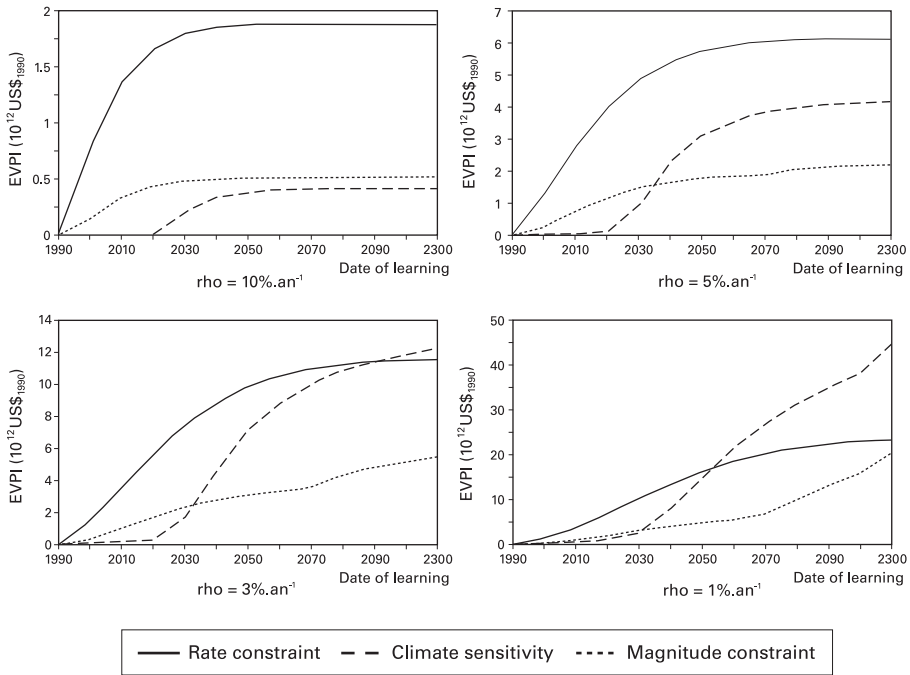 EVPI (10¹²US$₁₉₉₀)
2
1.5
1
0.5
0
1990 2010 2030 2050 2070 2090 2300
Date of learning
rho = 10%.an⁻¹
EVPI (10¹²US$₁₉₉₀)
7
6
5
4
3
2
1
0
1990 2010 2030 2050 2070 2090 2300
Date of learning
rho = 5%.an⁻¹
EVPI (10¹²US$₁₉₉₀)
14
12
10
8
6
4
2
0
1990 2010 2030 2050 2070 2090 2300
Date of learning
rho = 3%.an⁻¹
EVPI (10¹²US$₁₉₉₀)
50
40
30
20
10
0
1990 2010 2030 2050 2070 2090 2300
Date of learning
rho = 1%.an⁻¹
Rate constraint Climate sensitivity Magnitude constraint